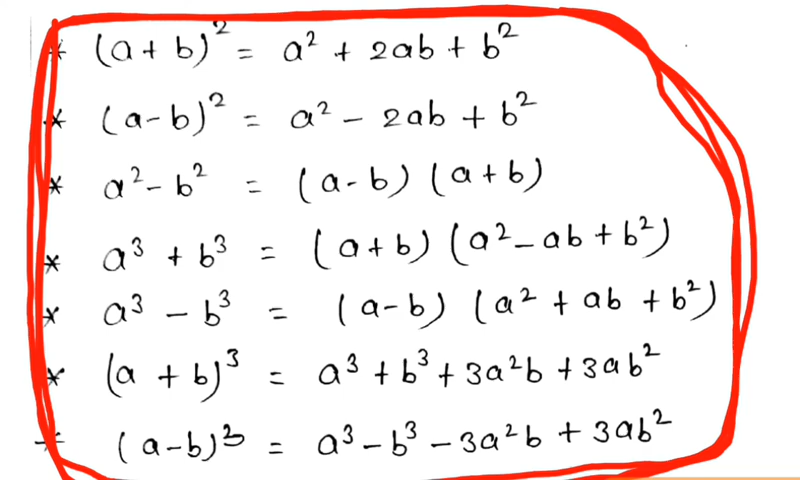 * (a + b)² = a² + 2ab + b²
* (a - b)² = a² - 2ab + b²
* a² - b² = (a - b) (a + b)
* a³ + b³ = (a + b) (a² - ab + b²)
* a³ - b³ = (a - b) (a² + ab + b²)
* (a + b)³ = a³ + b³ + 3a²b + 3ab²
* (a - b)³ = a³ - b³ - 3a²b + 3ab²